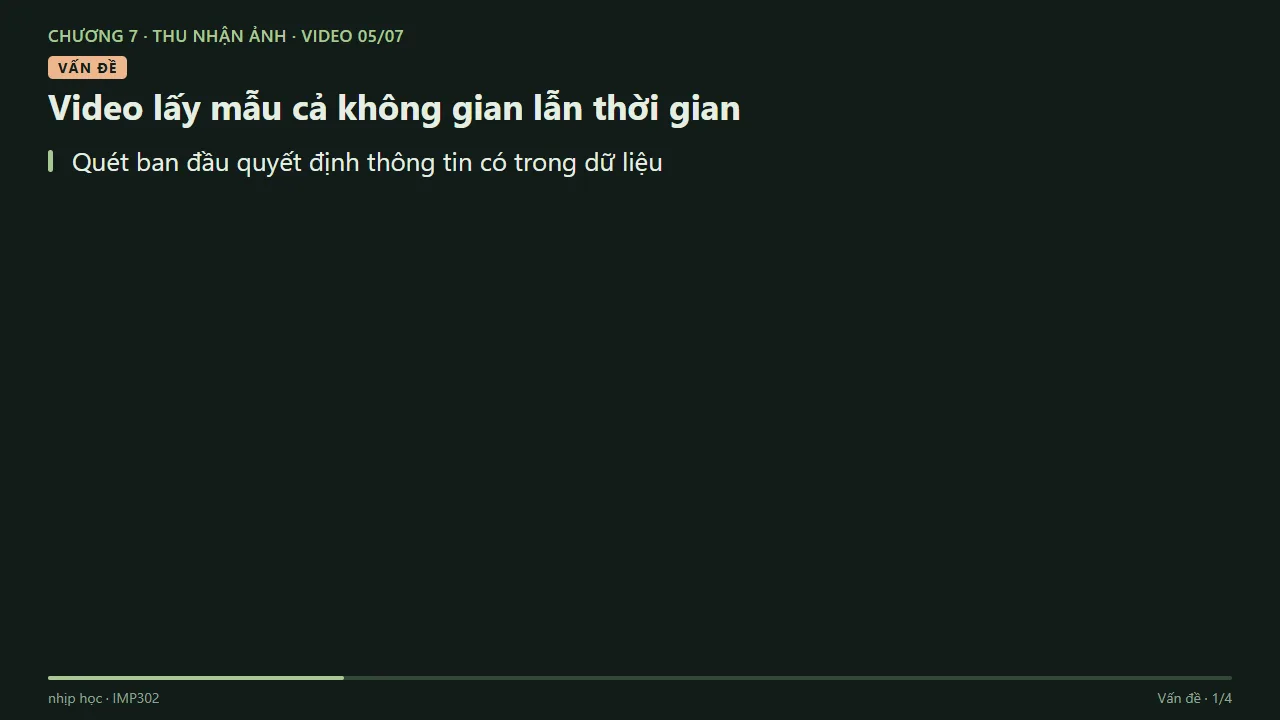 CHƯƠNG 7 · THU NHẬN ẢNH · VIDEO 05/07
VẤN ĐỀ
Video lấy mẫu cả không gian lẫn thời gian
Quét ban đầu quyết định thông tin có trong dữ liệu
nhịp học · IMP302
Vấn đề · 1/4